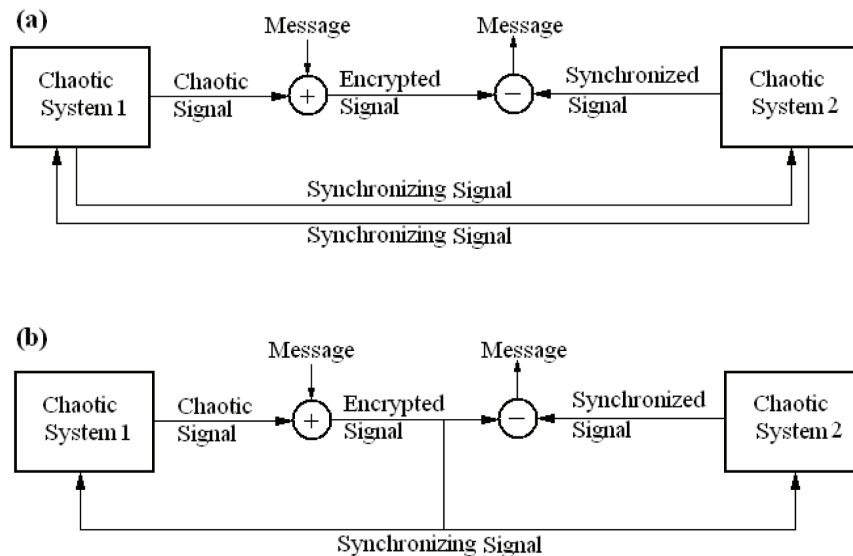 (a)
Message
Message
Chaotic
System 1
Chaotic
Signal
Encrypted
Signal
Synchronized
Signal
Chaotic
System 2
+
−
Synchronizing Signal
Synchronizing Signal
(b)
Message
Message
Chaotic
System 1
Chaotic
Signal
Encrypted
Signal
Synchronized
Signal
Chaotic
System 2
+
−
Synchronizing Signal